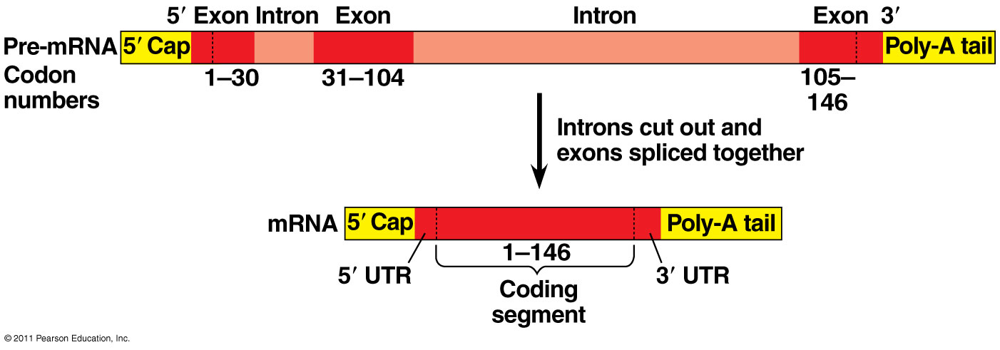 5′ Exon Intron Exon Intron Exon 3′
Pre-mRNA 5′ Cap Poly-A tail
Codon numbers
1–30 31–104 105–146
Introns cut out and
exons spliced together
mRNA 5′ Cap Poly-A tail
1–146
5′ UTR 3′ UTR
Coding
segment
© 2011 Pearson Education, Inc.